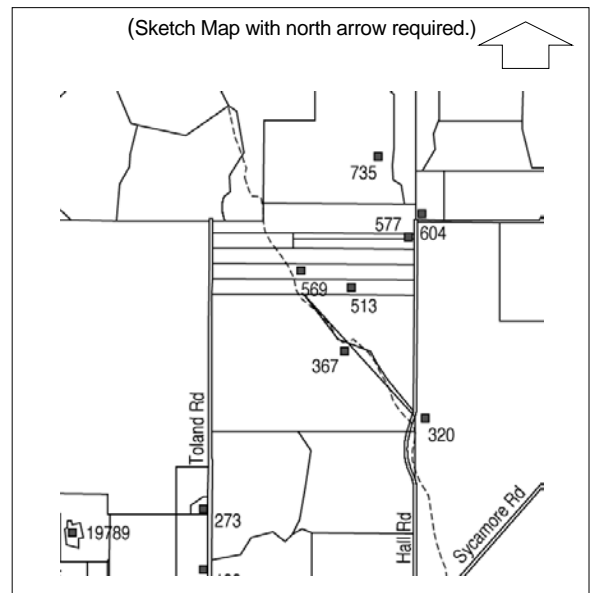 (Sketch Map with north arrow required.)
735
577
604
569
513
367
320
Toland Rd
Hall Rd
Sycamore Rd
273
19789